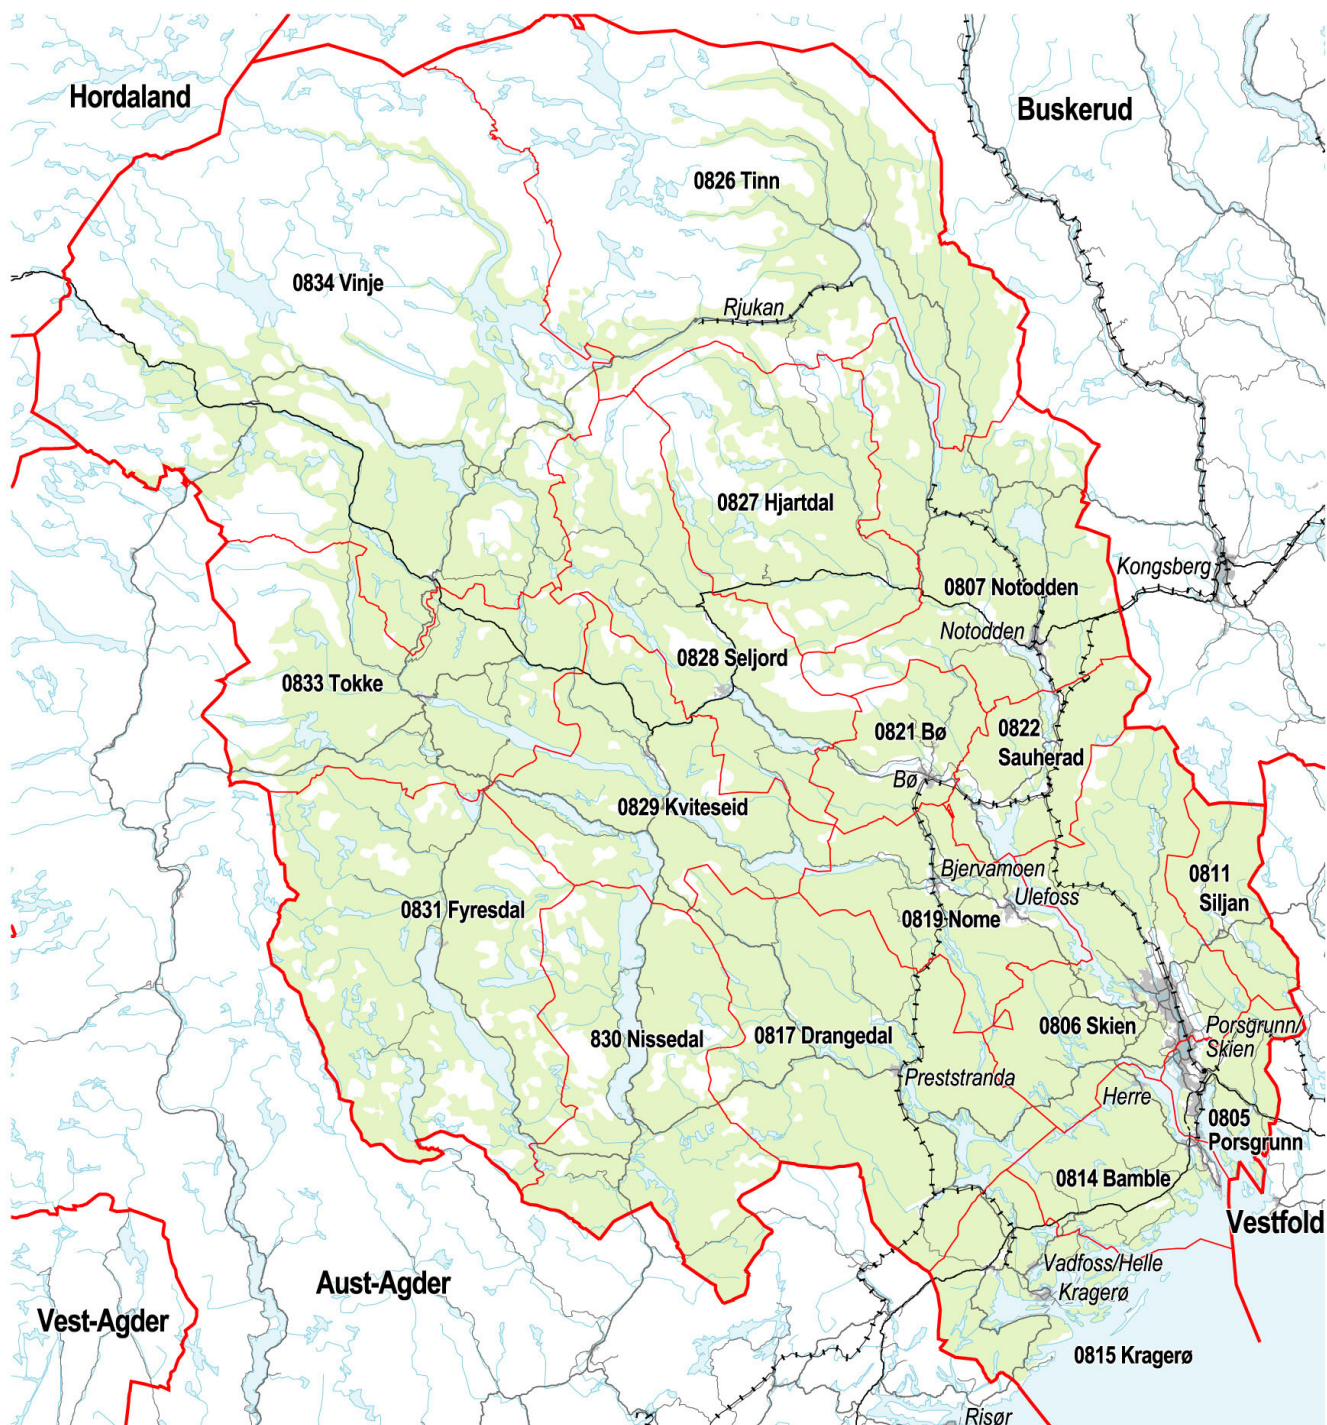 Hordaland
Buskerud
0826 Tinn
0834 Vinje
Rjukan
0827 Hjartdal
Kongsberg
0807 Notodden
Notodden
0828 Seljord
0833 Tokke
0821 Bø
0822
Sauherad
Bø
0829 Kviteseid
Bjervamoen
Ulefoss
0811
Siljan
0831 Fyresdal
0819 Nome
830 Nissedal
0817 Drangedal
0806 Skien
Porsgrunn/
Skien
Preststranda
Herre
0805
Porsgrunn
0814 Bamble
Vestfold
Vadfoss/Helle
Kragerø
Aust-Agder
Vest-Agder
0815 Kragerø
Risør